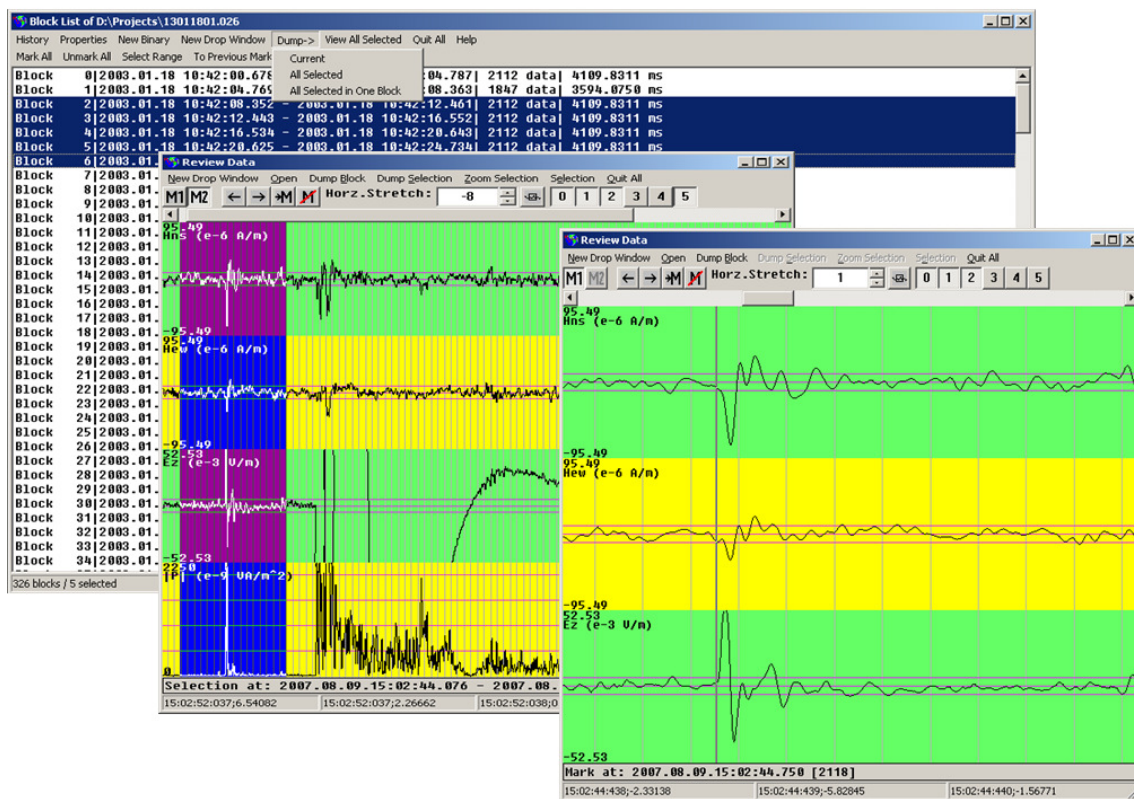 Block List of D:\Projects\13011801.026
History Properties New Binary New Drop Window Dump-> View All Selected Quit All Help
Mark All Unmark All Select Range To Previous Mark
Current
All Selected
All Selected in One Block
Block 0|2003.01.18 10:42:00.678 04.787| 2112 data| 4109.8311 ms
Block 1|2003.01.18 10:42:04.769 08.363| 1847 data| 3594.0750 ms
Block 2|2003.01.18 10:42:08.352 - 2003.01.18 10:42:12.461| 2112 data| 4109.8311 ms
Block 3|2003.01.18 10:42:12.443 - 2003.01.18 10:42:16.552| 2112 data| 4109.8311 ms
Block 4|2003.01.18 10:42:16.534 - 2003.01.18 10:42:20.643| 2112 data| 4109.8311 ms
Block 5|2003.01.18 10:42:20.625 - 2003.01.18 10:42:24.734| 2112 data| 4109.8311 ms
Block 6|2003.01.
Block 7|2003.01.
Block 8|2003.01.
Block 9|2003.01.
Block 10|2003.01.
Block 11|2003.01.
Block 12|2003.01.
Block 13|2003.01.
Block 14|2003.01.
Block 15|2003.01.
Block 16|2003.01.
Block 17|2003.01.
Block 18|2003.01.
Block 19|2003.01.
Block 20|2003.01.
Block 21|2003.01.
Block 22|2003.01.
Block 23|2003.01.
Block 24|2003.01.
Block 25|2003.01.
Block 26|2003.01.
Block 27|2003.01.
Block 28|2003.01.
Block 29|2003.01.
Block 30|2003.01.
Block 31|2003.01.
Block 32|2003.01.
Block 33|2003.01.
Block 34|2003.01.
326 blocks / 5 selected
Review Data
New Drop Window Open Dump Block Dump Selection Zoom Selection Selection Quit All
M1 M2 ← → →M M Horz.Stretch: -8 0 1 2 3 4 5
95.49
Hns (e-6 A/m)
-95.49
95.49
Hew (e-6 A/m)
-95.49
52.53
Ez (e-3 V/m)
-52.53
2250
|P| (e-9 VA/m^2)
0
Selection at: 2007.08.09.15:02:44.076 - 2007.08.
15:02:52:037;6.54082 15:02:52:037;2.26662 15:02:52:038;0
Review Data
New Drop Window Open Dump Block Dump Selection Zoom Selection Selection Quit All
M1 M2 ← → →M M Horz.Stretch: 1 0 1 2 3 4 5
95.49
Hns (e-6 A/m)
-95.49
95.49
Hew (e-6 A/m)
-95.49
52.53
Ez (e-3 V/m)
-52.53
Mark at: 2007.08.09.15:02:44.750 [2118]
15:02:44:438;-2.33138 15:02:44:439;-5.82845 15:02:44:440;-1.56771